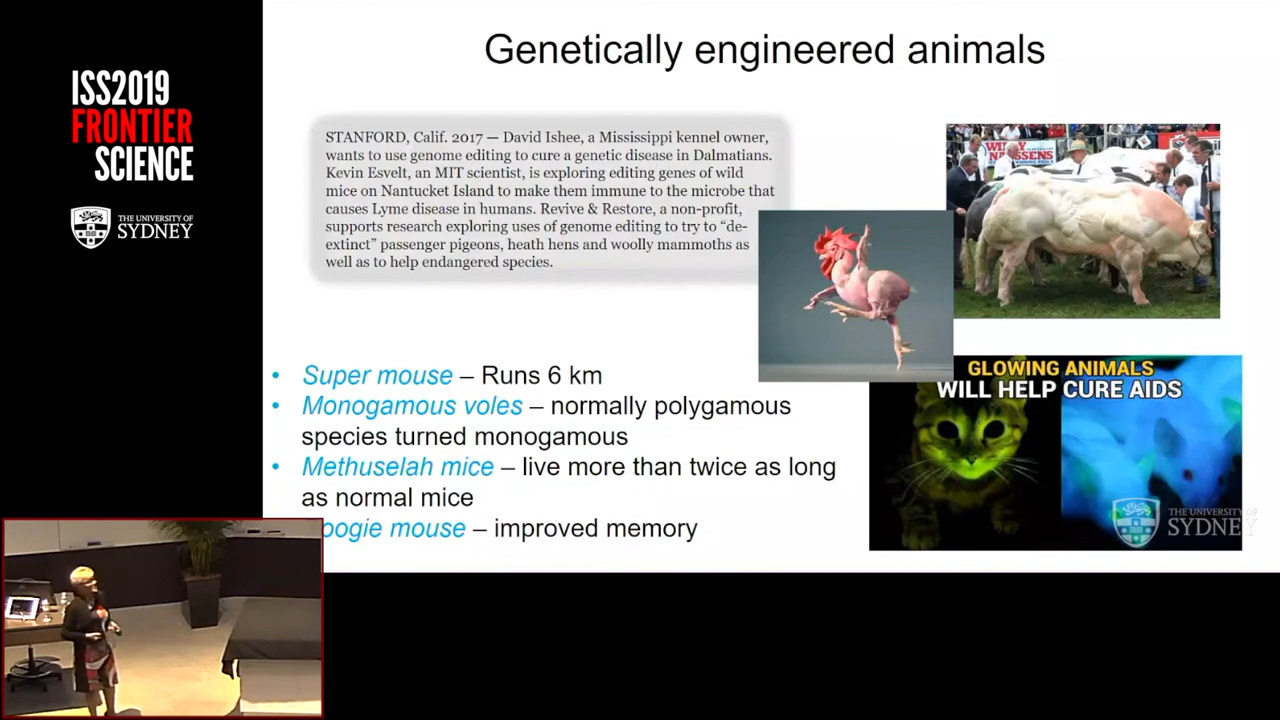 ISS2019
FRONTIER
SCIENCE
THE UNIVERSITY OF
SYDNEY
Genetically engineered animals
STANFORD, Calif. 2017 — David Ishee, a Mississippi kennel owner,
wants to use genome editing to cure a genetic disease in Dalmatians.
Kevin Esvelt, an MIT scientist, is exploring editing genes of wild
mice on Nantucket Island to make them immune to the microbe that
causes Lyme disease in humans. Revive & Restore, a non-profit,
supports research exploring uses of genome editing to try to “de-
extinct” passenger pigeons, heath hens and woolly mammoths as
well as to help endangered species.
• Super mouse – Runs 6 km
• Monogamous voles – normally polygamous
species turned monogamous
• Methuselah mice – live more than twice as long
as normal mice
oogie mouse – improved memory
GLOWING ANIMALS
WILL HELP CURE AIDS
THE UNIVERSITY OF
SYDNEY